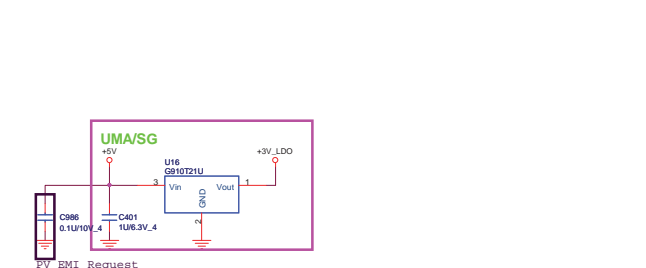 UMA/SG
+5V
+3V_LDO
U16
G910T21U
3
Vin
Vout
1
GND
2
C986
0.1U/10V_4
C401
1U/6.3V_4
PV EMI Request